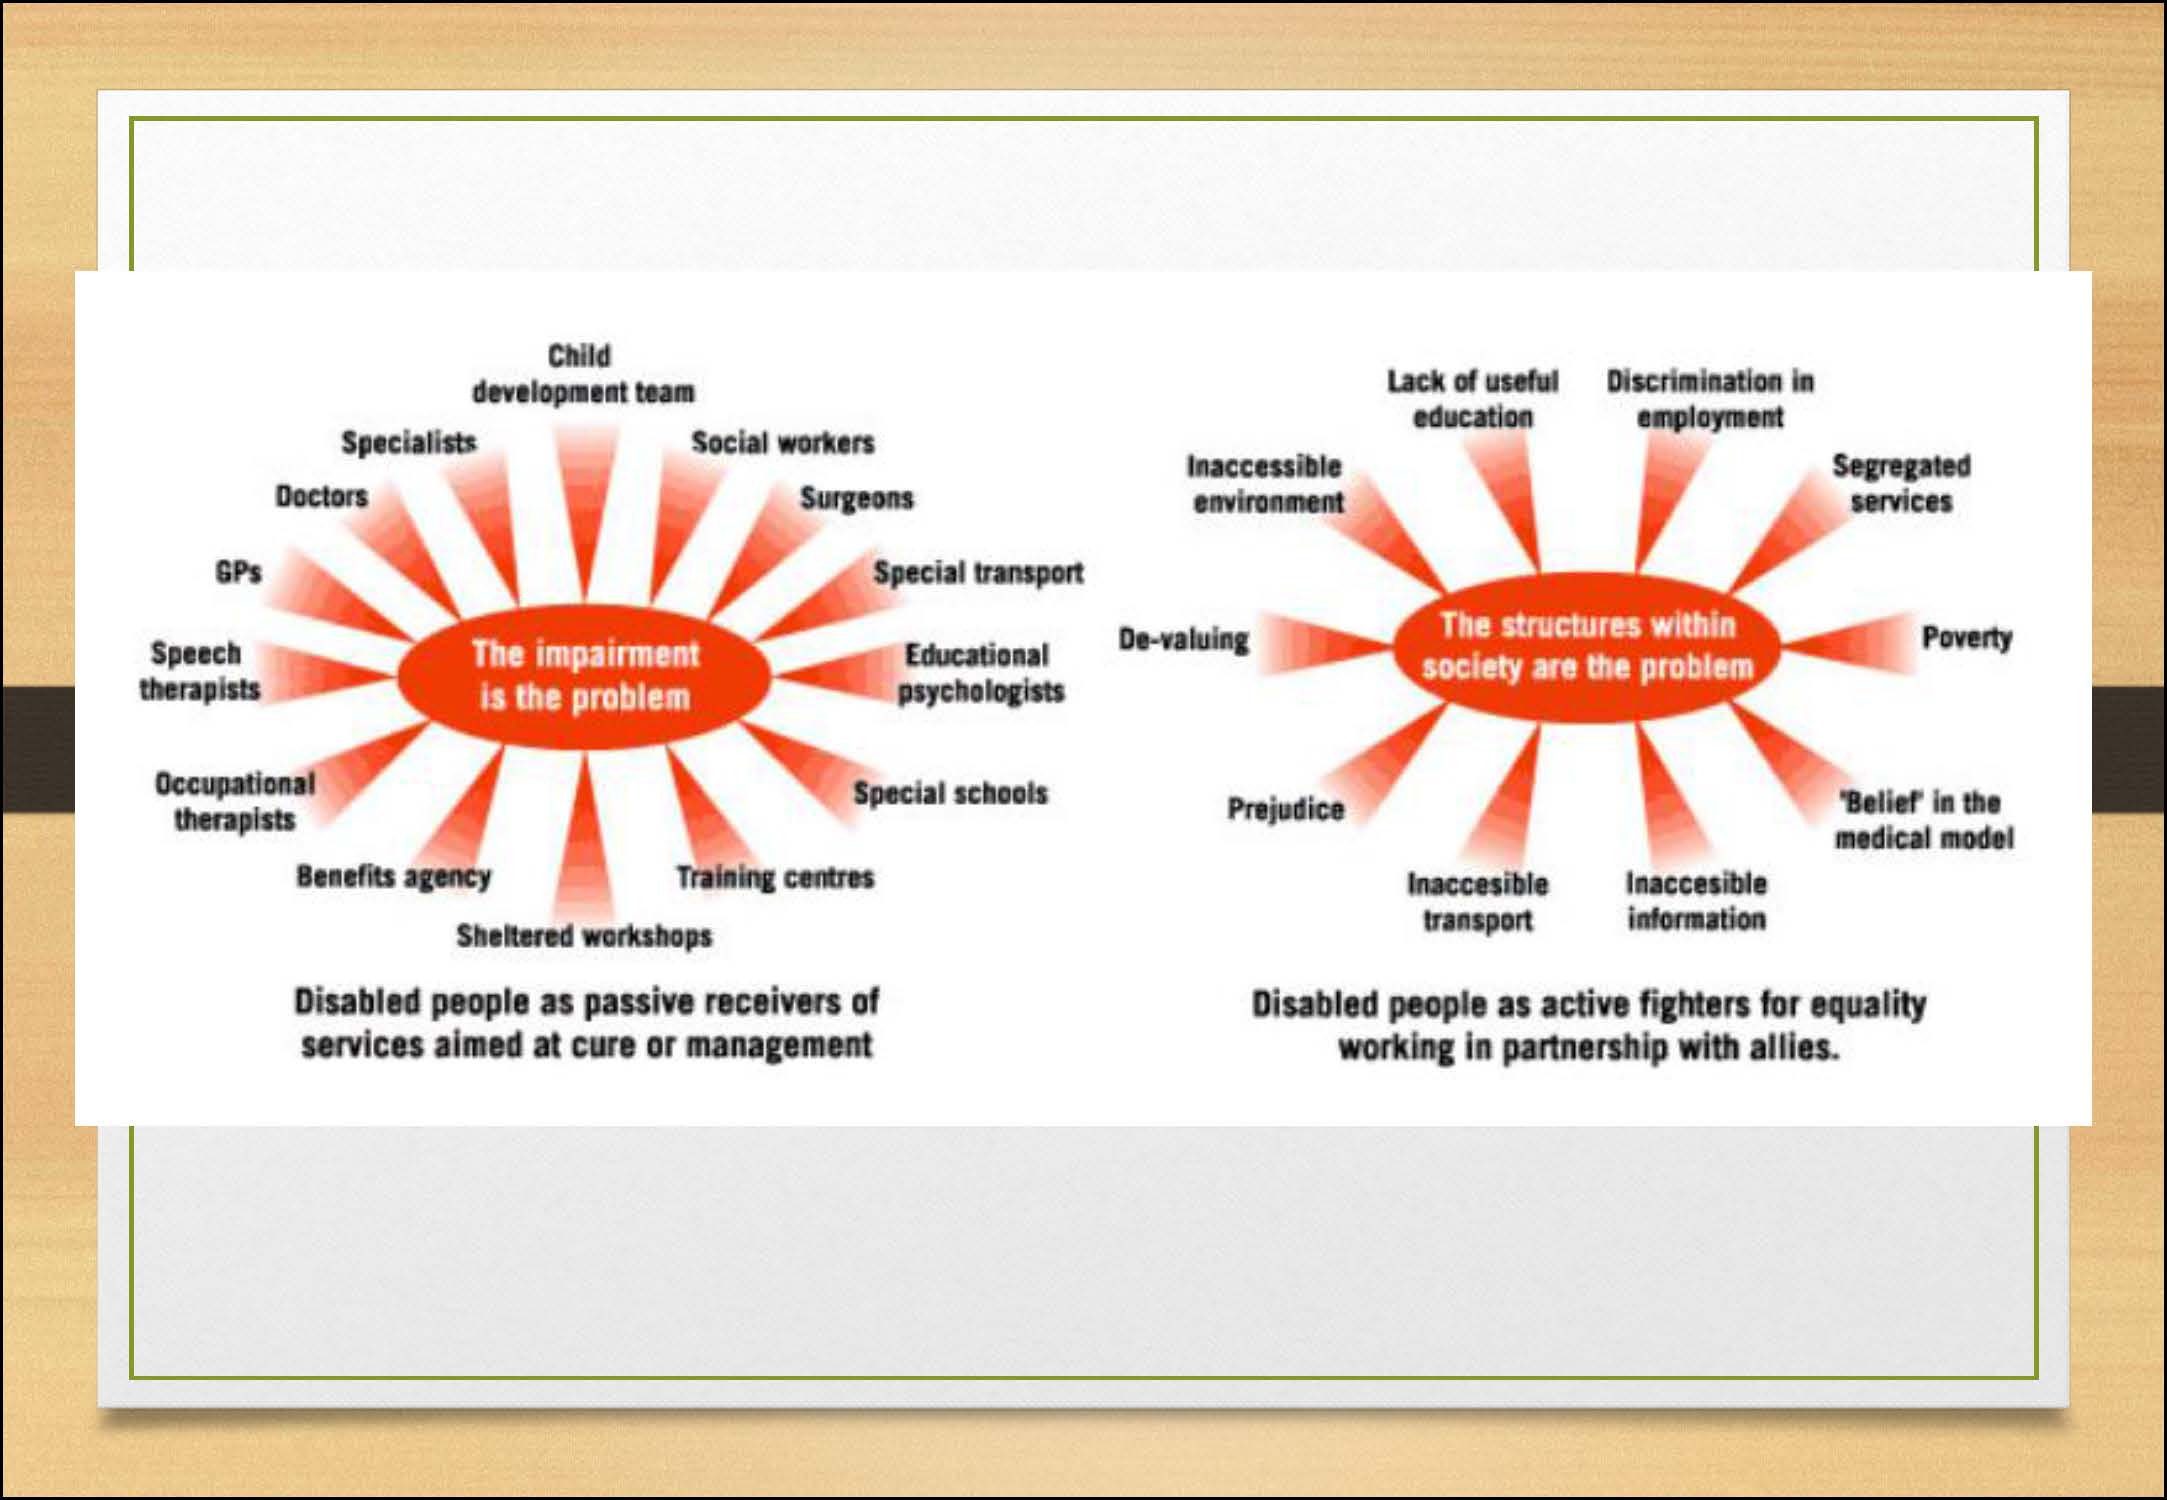 Child
development team
Specialists
Social workers
Doctors
Surgeons
GPs
Special transport
Speech
therapists
The impairment
is the problem
Educational
psychologists
Occupational
therapists
Special schools
Benefits agency
Training centres
Sheltered workshops
Disabled people as passive receivers of
services aimed at cure or management
Lack of useful
education
Discrimination in
employment
Inaccessible
environment
Segregated
services
De-valuing
The structures within
society are the problem
Poverty
Prejudice
'Belief' in the
medical model
Inaccesible
transport
Inaccesible
information
Disabled people as active fighters for equality
working in partnership with allies.